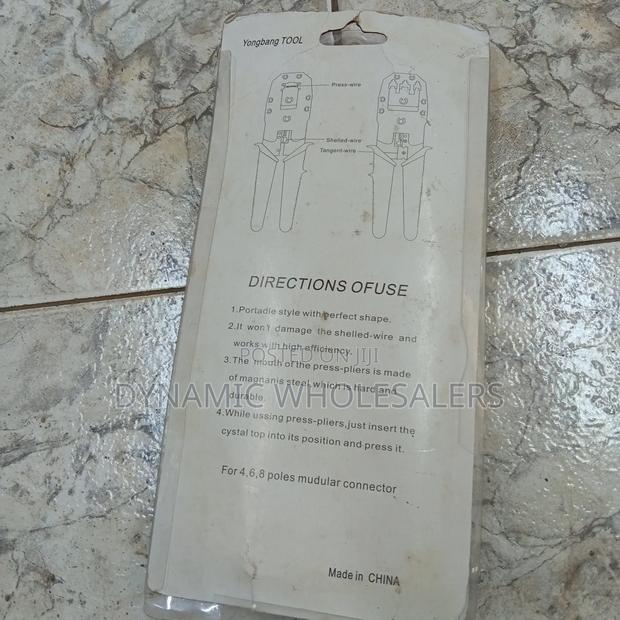 Yongbang TOOL
Press-wire
Shelled-wire
Tangent-wire
DIRECTIONS OFUSE
1.Portadle style with perfect shape.
2.It won't damage the shelled-wire and
works with high efficiency.
3.The mouth of the press-pliers is made
of magnanis steel which is hard and
durable.
4.While ussing press-pliers,just insert the
cystal top into its position and press it.
For 4,6,8 poles mudular connector
Made in CHINA
POSTED ON JIJI
DYNAMIC WHOLESALERS